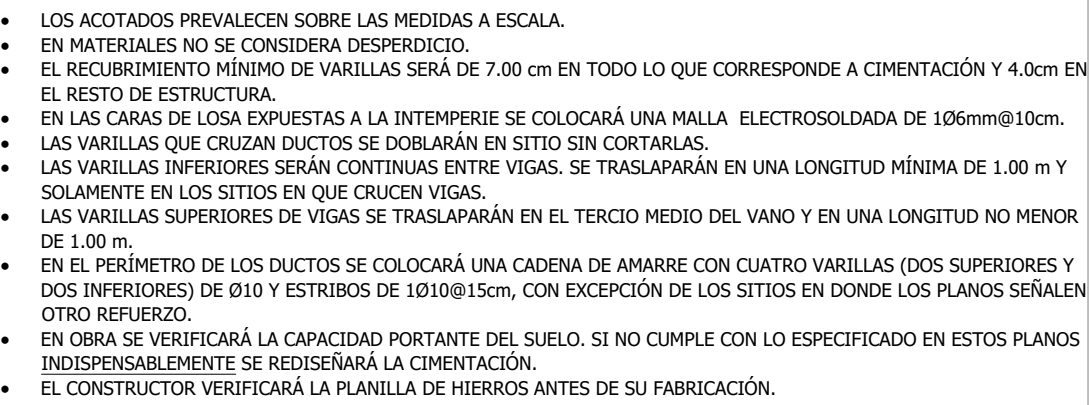 • LOS ACOTADOS PREVALECEN SOBRE LAS MEDIDAS A ESCALA.
• EN MATERIALES NO SE CONSIDERA DESPERDICIO.
• EL RECUBRIMIENTO MÍNIMO DE VARILLAS SERÁ DE 7.00 cm EN TODO LO QUE CORRESPONDE A CIMENTACIÓN Y 4.0cm EN
EL RESTO DE ESTRUCTURA.
• EN LAS CARAS DE LOSA EXPUESTAS A LA INTEMPERIE SE COLOCARÁ UNA MALLA ELECTROSOLDADA DE 1Ø6mm@10cm.
• LAS VARILLAS QUE CRUZAN DUCTOS SE DOBLARÁN EN SITIO SIN CORTARLAS.
• LAS VARILLAS INFERIORES SERÁN CONTINUAS ENTRE VIGAS. SE TRASLAPARÁN EN UNA LONGITUD MÍNIMA DE 1.00 m Y
SOLAMENTE EN LOS SITIOS EN QUE CRUCEN VIGAS.
• LAS VARILLAS SUPERIORES DE VIGAS SE TRASLAPARÁN EN EL TERCIO MEDIO DEL VANO Y EN UNA LONGITUD NO MENOR
DE 1.00 m.
• EN EL PERÍMETRO DE LOS DUCTOS SE COLOCARÁ UNA CADENA DE AMARRE CON CUATRO VARILLAS (DOS SUPERIORES Y
DOS INFERIORES) DE Ø10 Y ESTRIBOS DE 1Ø10@15cm, CON EXCEPCIÓN DE LOS SITIOS EN DONDE LOS PLANOS SEÑALEN
OTRO REFUERZO.
• EN OBRA SE VERIFICARÁ LA CAPACIDAD PORTANTE DEL SUELO. SI NO CUMPLE CON LO ESPECIFICADO EN ESTOS PLANOS
INDISPENSABLEMENTE SE REDISEÑARÁ LA CIMENTACIÓN.
• EL CONSTRUCTOR VERIFICARÁ LA PLANILLA DE HIERROS ANTES DE SU FABRICACIÓN.